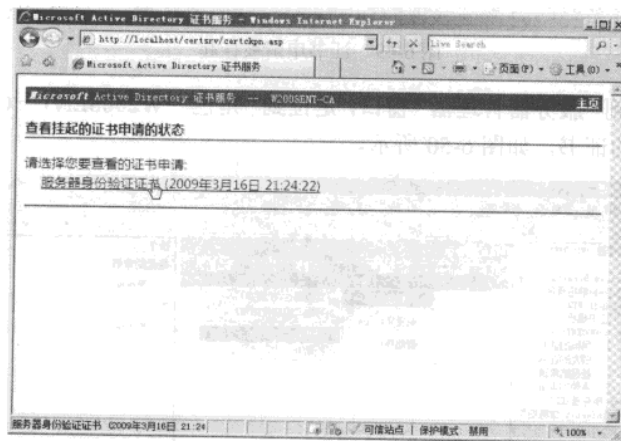 Microsoft Active Directory 证书服务 - Windows Internet Explorer
http://localhost/certsrv/certckpn.asp
Live Search
Microsoft Active Directory 证书服务
页面(P)
工具(O)
Microsoft Active Directory 证书服务 -- W2008ENT-CA
主页
查看挂起的证书申请的状态
请选择您要查看的证书申请:
服务器身份验证证书 (2009年3月16日 21:24:22)
服务器身份验证证书 (2009年3月16日 21:24
可信站点 | 保护模式: 禁用
100%